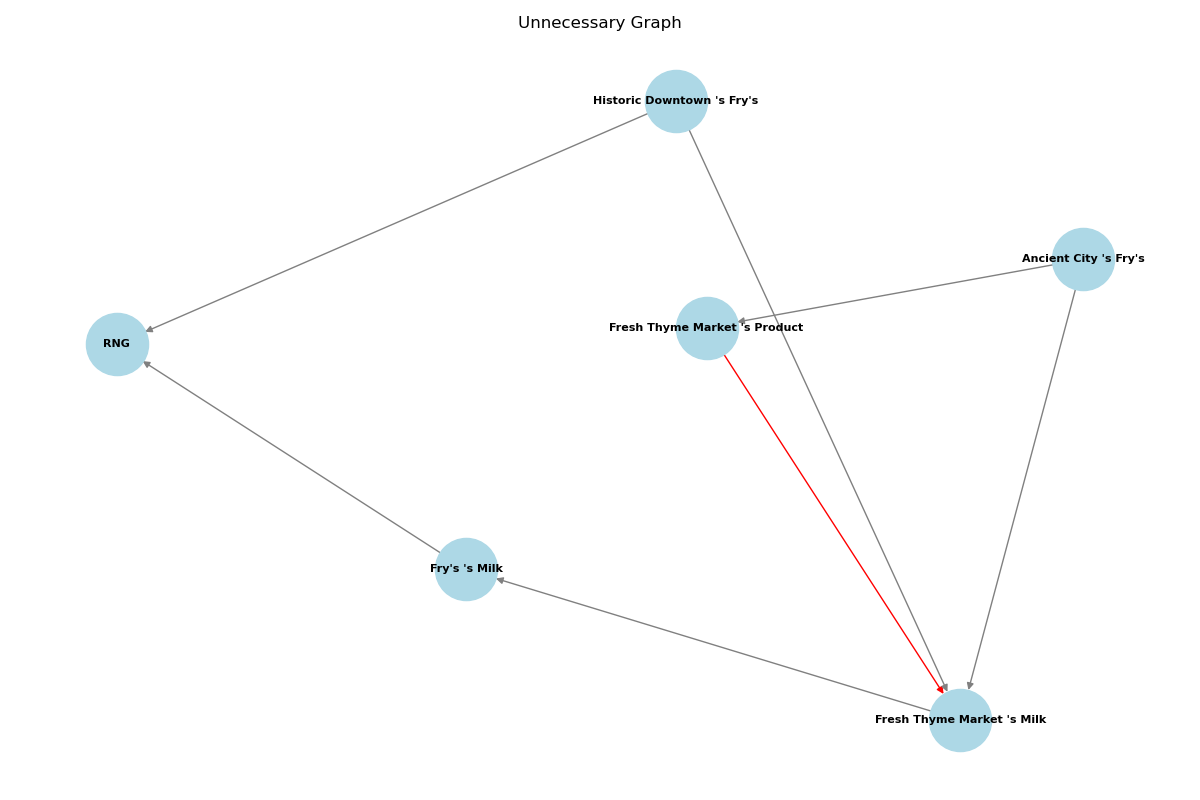 Unnecessary Graph
Historic Downtown 's Fry's
Ancient City 's Fry's
Fresh Thyme Market 's Product
RNG
Fry's 's Milk
Fresh Thyme Market 's Milk